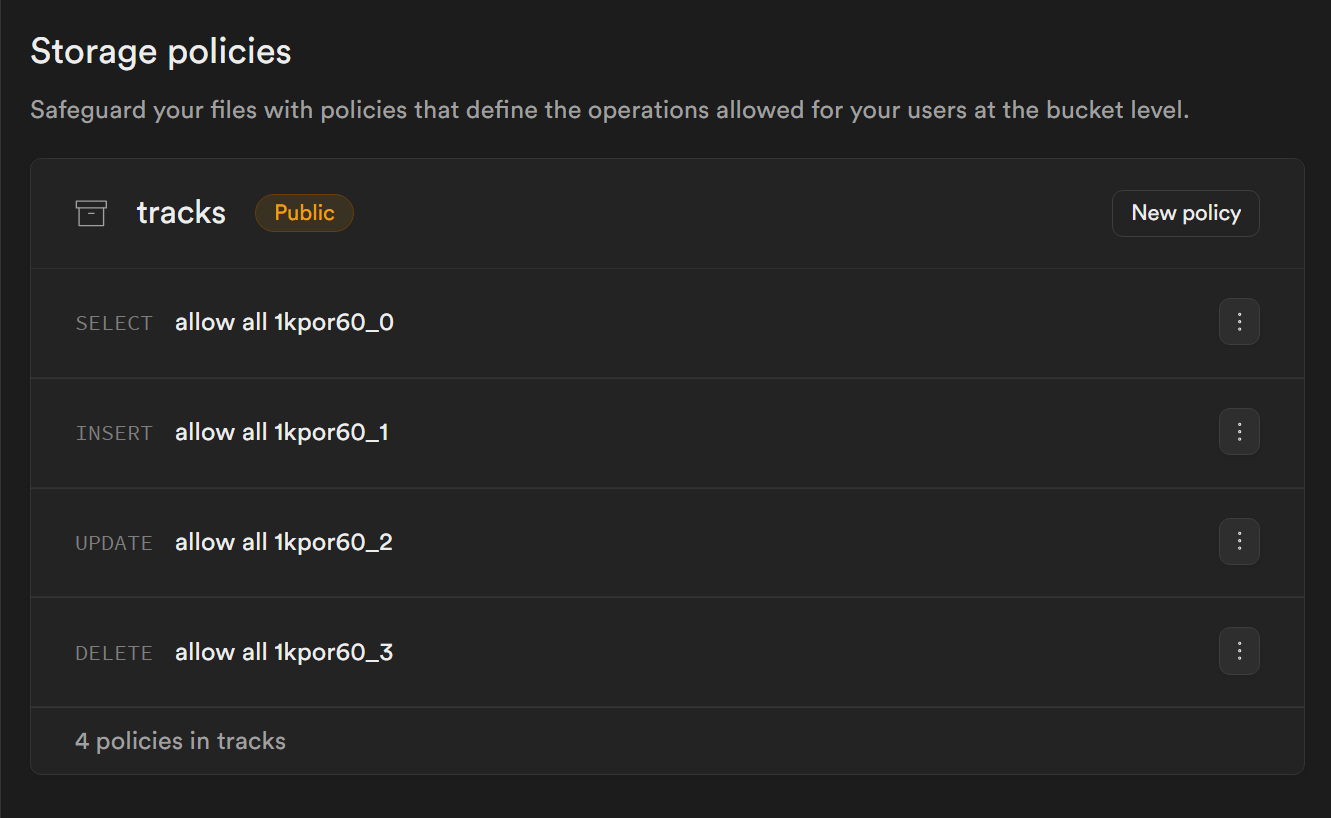 Storage policies
Safeguard your files with policies that define the operations allowed for your users at the bucket level.
tracks Public New policy
SELECT allow all 1kpor60_0
INSERT allow all 1kpor60_1
UPDATE allow all 1kpor60_2
DELETE allow all 1kpor60_3
4 policies in tracks